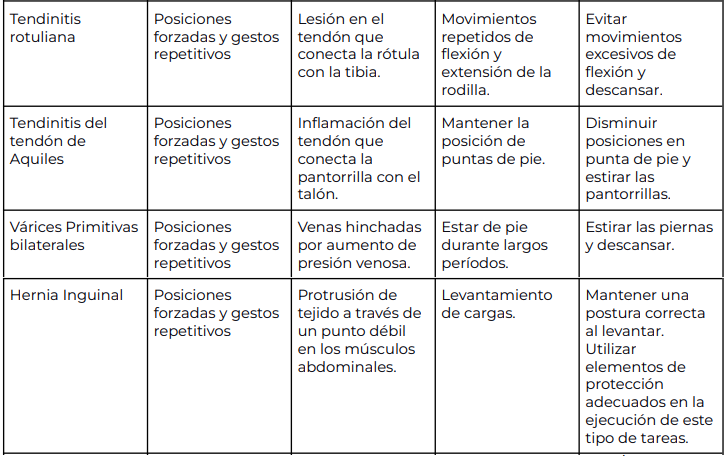 Tendinitis
rotuliana
Posiciones
forzadas y gestos
repetitivos
Lesión en el
tendón que
conecta la rótula
con la tibia.
Movimientos
repetidos de
flexión y
extensión de la
rodilla.
Evitar
movimientos
excesivos de
flexión y
descansar.
Tendinitis del
tendón de
Aquiles
Posiciones
forzadas y gestos
repetitivos
Inflamación del
tendón que
conecta la
pantorrilla con el
talón.
Mantener la
posición de
puntas de pie.
Disminuir
posiciones en
punta de pie y
estirar las
pantorrillas.
Várices Primitivas
bilaterales
Posiciones
forzadas y gestos
repetitivos
Venas hinchadas
por aumento de
presión venosa.
Estar de pie
durante largos
períodos.
Estirar las piernas
y descansar.
Hernia Inguinal
Posiciones
forzadas y gestos
repetitivos
Protrusión de
tejido a través de
un punto débil
en los músculos
abdominales.
Levantamiento
de cargas.
Mantener una
postura correcta
al levantar.
Utilizar
elementos de
protección
adecuados en la
ejecución de este
tipo de tareas.